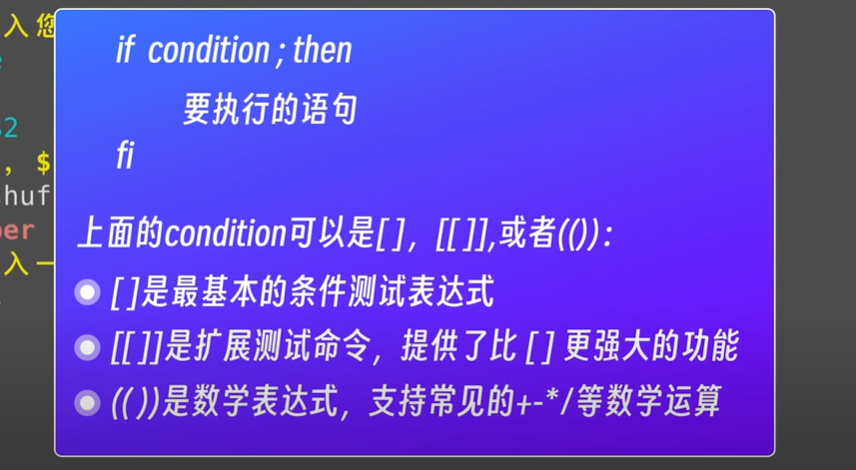 入您
s2
, $
huf
er
入一
if condition ; then
要执行的语句
fi
上面的condition可以是[ ], [[ ]],或者(()):
[ ]是最基本的条件测试表达式
[[ ]]是扩展测试命令，提供了比 [ ] 更强大的功能
(( ))是数学表达式，支持常见的+-*/等数学运算